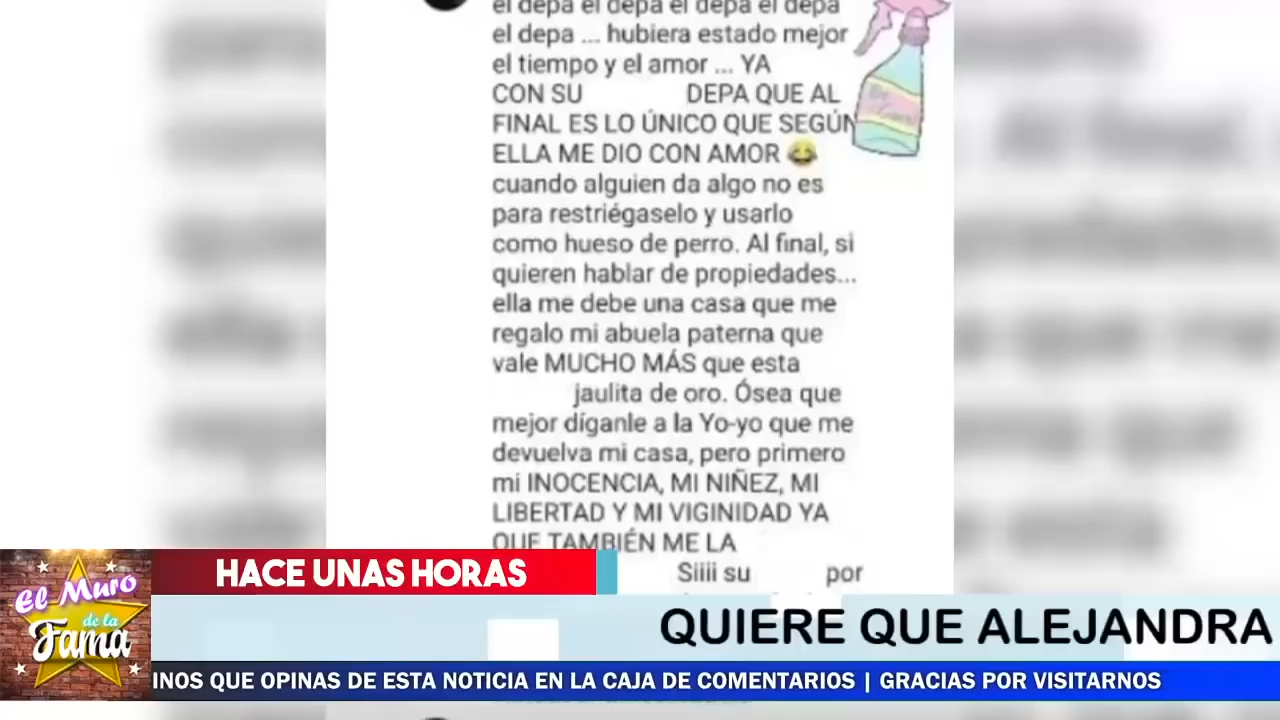 el depa el depa el depa el depa
el depa ... hubiera estado mejor
el tiempo y el amor ... YA
CON SU DEPA QUE AL
FINAL ES LO ÚNICO QUE SEGÚN
ELLA ME DIO CON AMOR 😂
cuando alguien da algo no es
para restriégaselo y usarlo
como hueso de perro. Al final, si
quieren hablar de propiedades...
ella me debe una casa que me
regalo mi abuela paterna que
vale MUCHO MÁS que esta
jaulita de oro. Ósea que
mejor díganle a la Yo-yo que me
devuelva mi casa, pero primero
mi INOCENCIA, MI NIÑEZ, MI
LIBERTAD Y MI VIGINIDAD YA
QUE TAMBIÉN ME LA
Siiii su por
El Muro
de la
Fama
HACE UNAS HORAS
QUIERE QUE ALEJANDRA
INOS QUE OPINAS DE ESTA NOTICIA EN LA CAJA DE COMENTARIOS | GRACIAS POR VISITARNOS